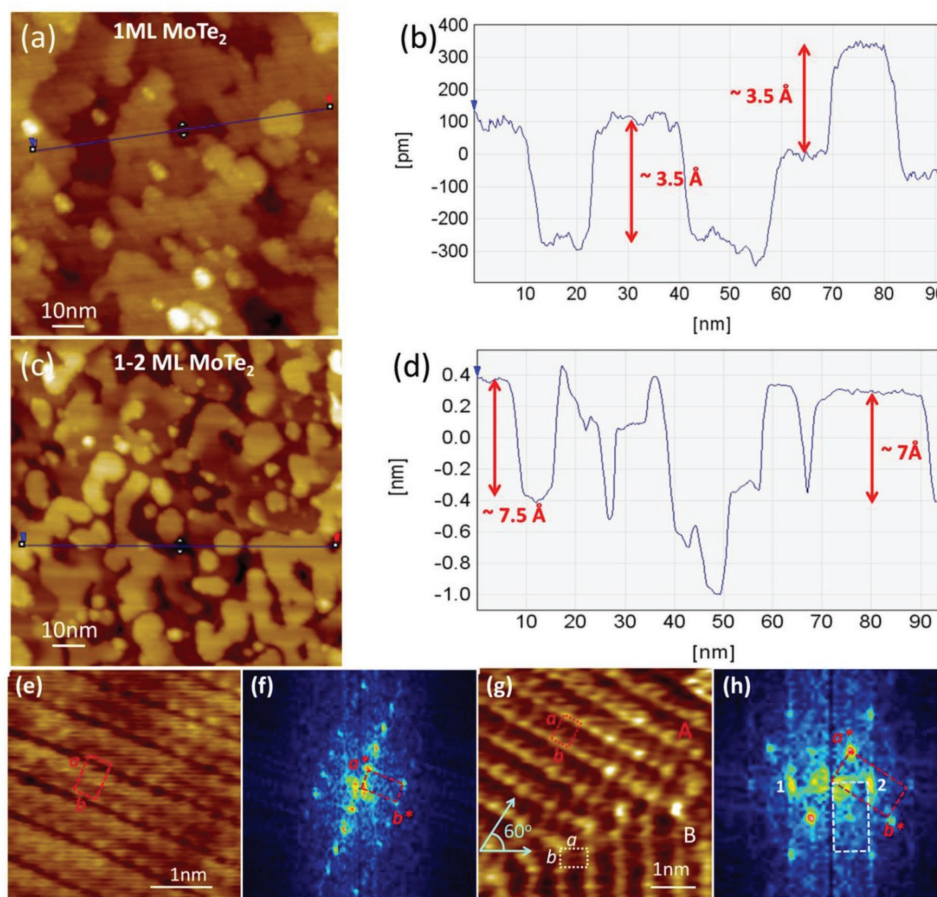 (a) 1ML MoTe2
10nm
(b)
400
300
200
100
0
-100
-200
-300
[pm]
~ 3.5 Å
~ 3.5 Å
0 10 20 30 40 50 60 70 80 90
[nm]
(c) 1-2 ML MoTe2
10nm
(d)
0.4
0.2
0.0
-0.2
-0.4
-0.6
-0.8
-1.0
[nm]
~ 7.5 Å
~ 7Å
0 10 20 30 40 50 60 70 80 90
[nm]
(e)
a
b
1nm
(f)
a*
b*
(g)
a
b
A
60°
a
b
B
1nm
(h)
a*
1 2
b*